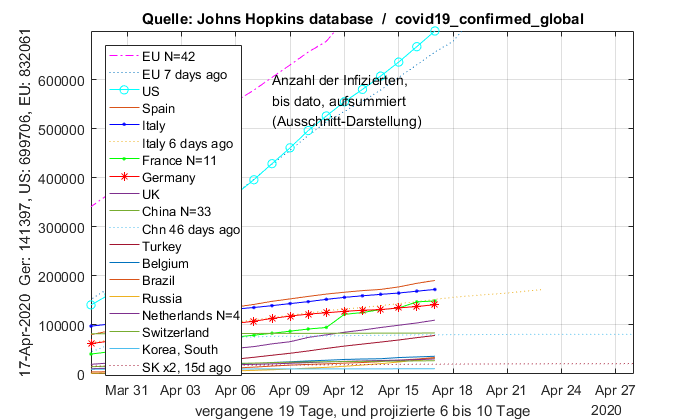 Quelle: Johns Hopkins database / covid19_confirmed_global
17-Apr-2020 Ger: 141397, US: 699706, EU: 832061
600000
500000
400000
300000
200000
100000
0
EU N=42
EU 7 days ago
US
Spain
Italy
Italy 6 days ago
France N=11
Germany
UK
China N=33
Chn 46 days ago
Turkey
Belgium
Brazil
Russia
Netherlands N=4
Switzerland
Korea, South
SK x2, 15d ago
Anzahl der Infizierten,
bis dato, aufsummiert
(Ausschnitt-Darstellung)
Mar 31 Apr 03 Apr 06 Apr 09 Apr 12 Apr 15 Apr 18 Apr 21 Apr 24 Apr 27
2020
vergangene 19 Tage, und projizierte 6 bis 10 Tage